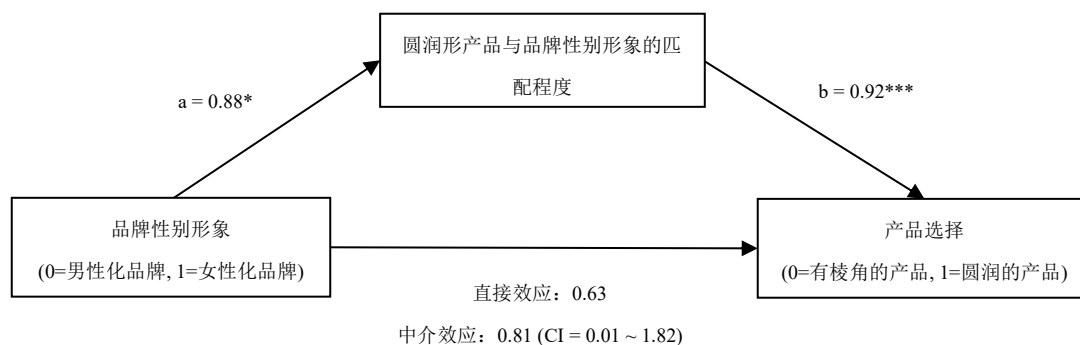 圆润形产品与品牌性别形象的匹
配程度
a = 0.88*
b = 0.92***
品牌性别形象
(0=男性化品牌, 1=女性化品牌)
产品选择
(0=有棱角的产品, 1=圆润的产品)
直接效应：0.63
中介效应：0.81 (CI = 0.01 ~ 1.82)